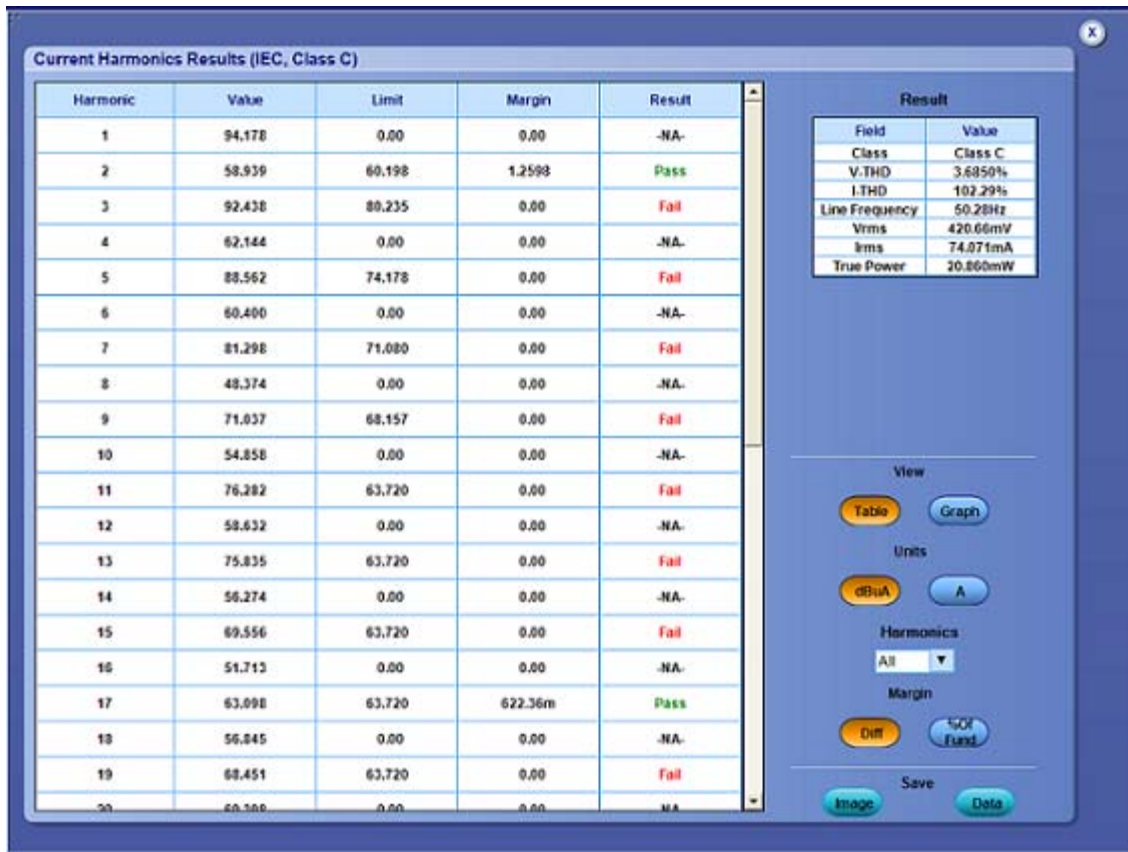 X
Current Harmonics Results (IEC, Class C)
Harmonic Value Limit Margin Result
1 94.178 0.00 0.00 -NA-
2 58.939 60.198 1.2598 Pass
3 92.438 80.235 0.00 Fail
4 62.144 0.00 0.00 -NA-
5 88.562 74.178 0.00 Fail
6 60.400 0.00 0.00 -NA-
7 81.298 71.080 0.00 Fail
8 48.374 0.00 0.00 -NA-
9 71.037 68.157 0.00 Fail
10 54.858 0.00 0.00 -NA-
11 76.282 63.720 0.00 Fail
12 58.632 0.00 0.00 -NA-
13 75.835 63.720 0.00 Fail
14 56.274 0.00 0.00 -NA-
15 69.556 63.720 0.00 Fail
16 51.713 0.00 0.00 -NA-
17 63.098 63.720 622.36m Pass
18 56.845 0.00 0.00 -NA-
19 68.451 63.720 0.00 Fail
20 0.00 0.00
Result
Field Value
Class Class C
V-THD 3.6850%
I-THD 102.29%
Line Frequency 50.28Hz
Vrms 420.66mV
Irms 74.071mA
True Power 20.860mW
View
Table Graph
Units
dBuA A
Harmonics
All
Margin
Diff %Of Fund
Save
Image Data